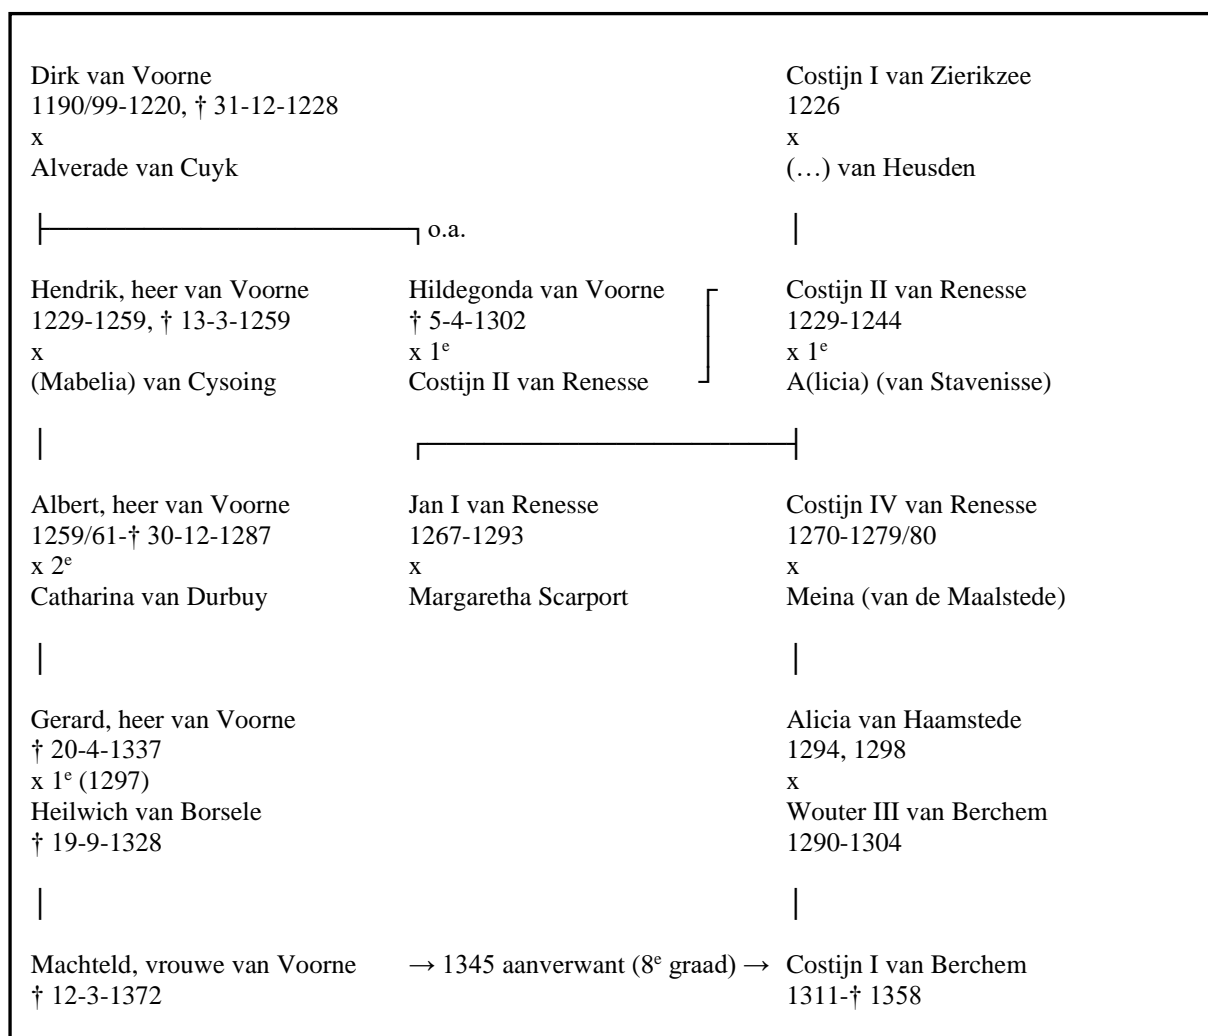 Dirk van Voorne
1190/99-1220, † 31-12-1228
x
Alverade van Cuyk
Costijn I van Zierikzee
1226
x
(…) van Heusden
o.a.
Hendrik, heer van Voorne
1229-1259, † 13-3-1259
x
(Mabelia) van Cysoing
Hildegonda van Voorne
† 5-4-1302
x 1e
Costijn II van Renesse
Costijn II van Renesse
1229-1244
x 1e
A(licia) (van Stavenisse)
Albert, heer van Voorne
1259/61-† 30-12-1287
x 2e
Catharina van Durbuy
Jan I van Renesse
1267-1293
x
Margaretha Scarport
Costijn IV van Renesse
1270-1279/80
x
Meina (van de Maalstede)
Gerard, heer van Voorne
† 20-4-1337
x 1e (1297)
Heilwich van Borsele
† 19-9-1328
Alicia van Haamstede
1294, 1298
x
Wouter III van Berchem
1290-1304
Machteld, vrouwe van Voorne
† 12-3-1372
→ 1345 aanverwant (8e graad) →
Costijn I van Berchem
1311-† 1358